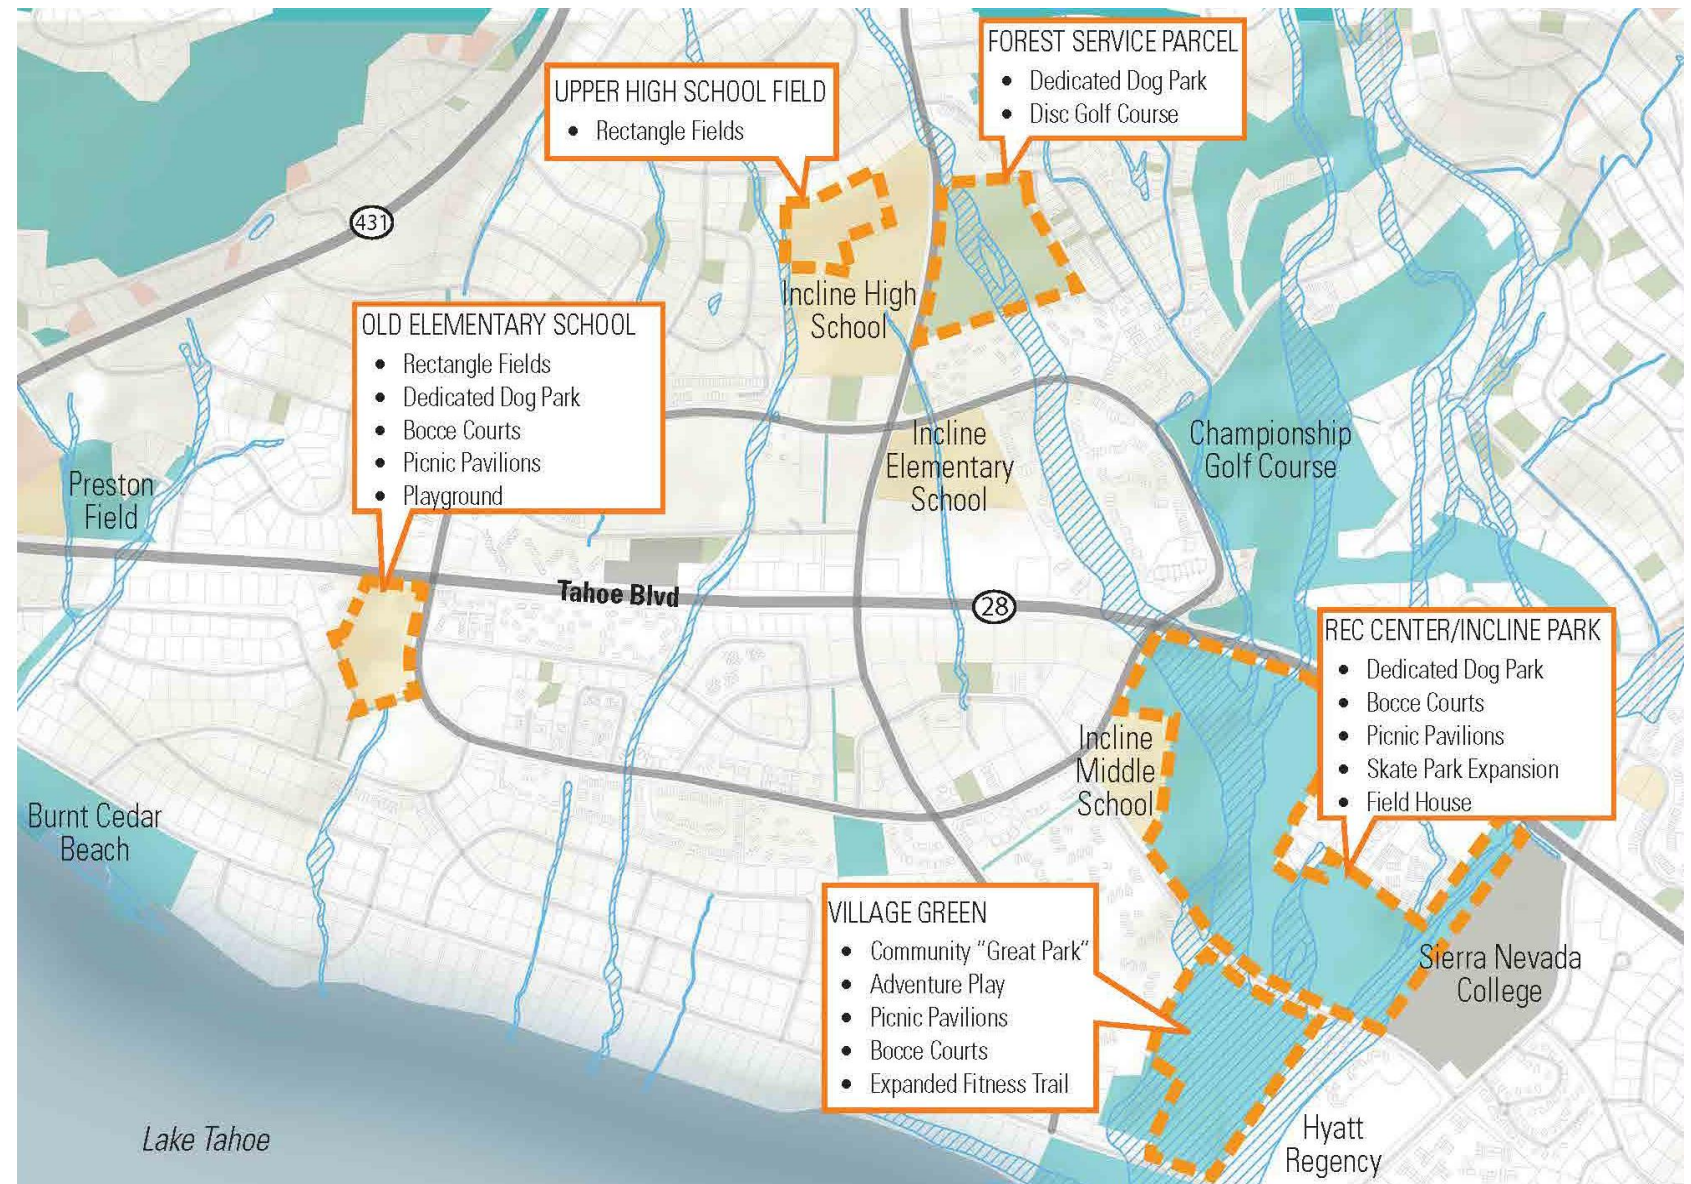 FOREST SERVICE PARCEL
• Dedicated Dog Park
• Disc Golf Course
UPPER HIGH SCHOOL FIELD
• Rectangle Fields
431
Incline High
School
OLD ELEMENTARY SCHOOL
• Rectangle Fields
• Dedicated Dog Park
• Bocce Courts
• Picnic Pavilions
• Playground
Incline
Elementary
School
Championship
Golf Course
Preston
Field
Tahoe Blvd
28
REC CENTER/INCLINE PARK
• Dedicated Dog Park
• Bocce Courts
• Picnic Pavilions
• Skate Park Expansion
• Field House
Incline
Middle
School
Burnt Cedar
Beach
VILLAGE GREEN
• Community "Great Park"
• Adventure Play
• Picnic Pavilions
• Bocce Courts
• Expanded Fitness Trail
Sierra Nevada
College
Lake Tahoe
Hyatt
Regency